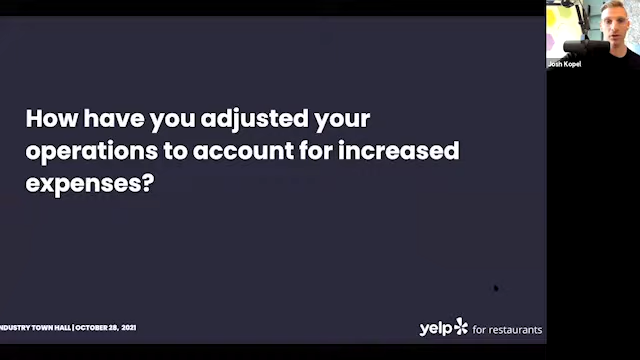 Josh Kopel
How have you adjusted your
operations to account for increased
expenses?
NDUSTRY TOWN HALL | OCTOBER 28, 2021
yelp for restaurants